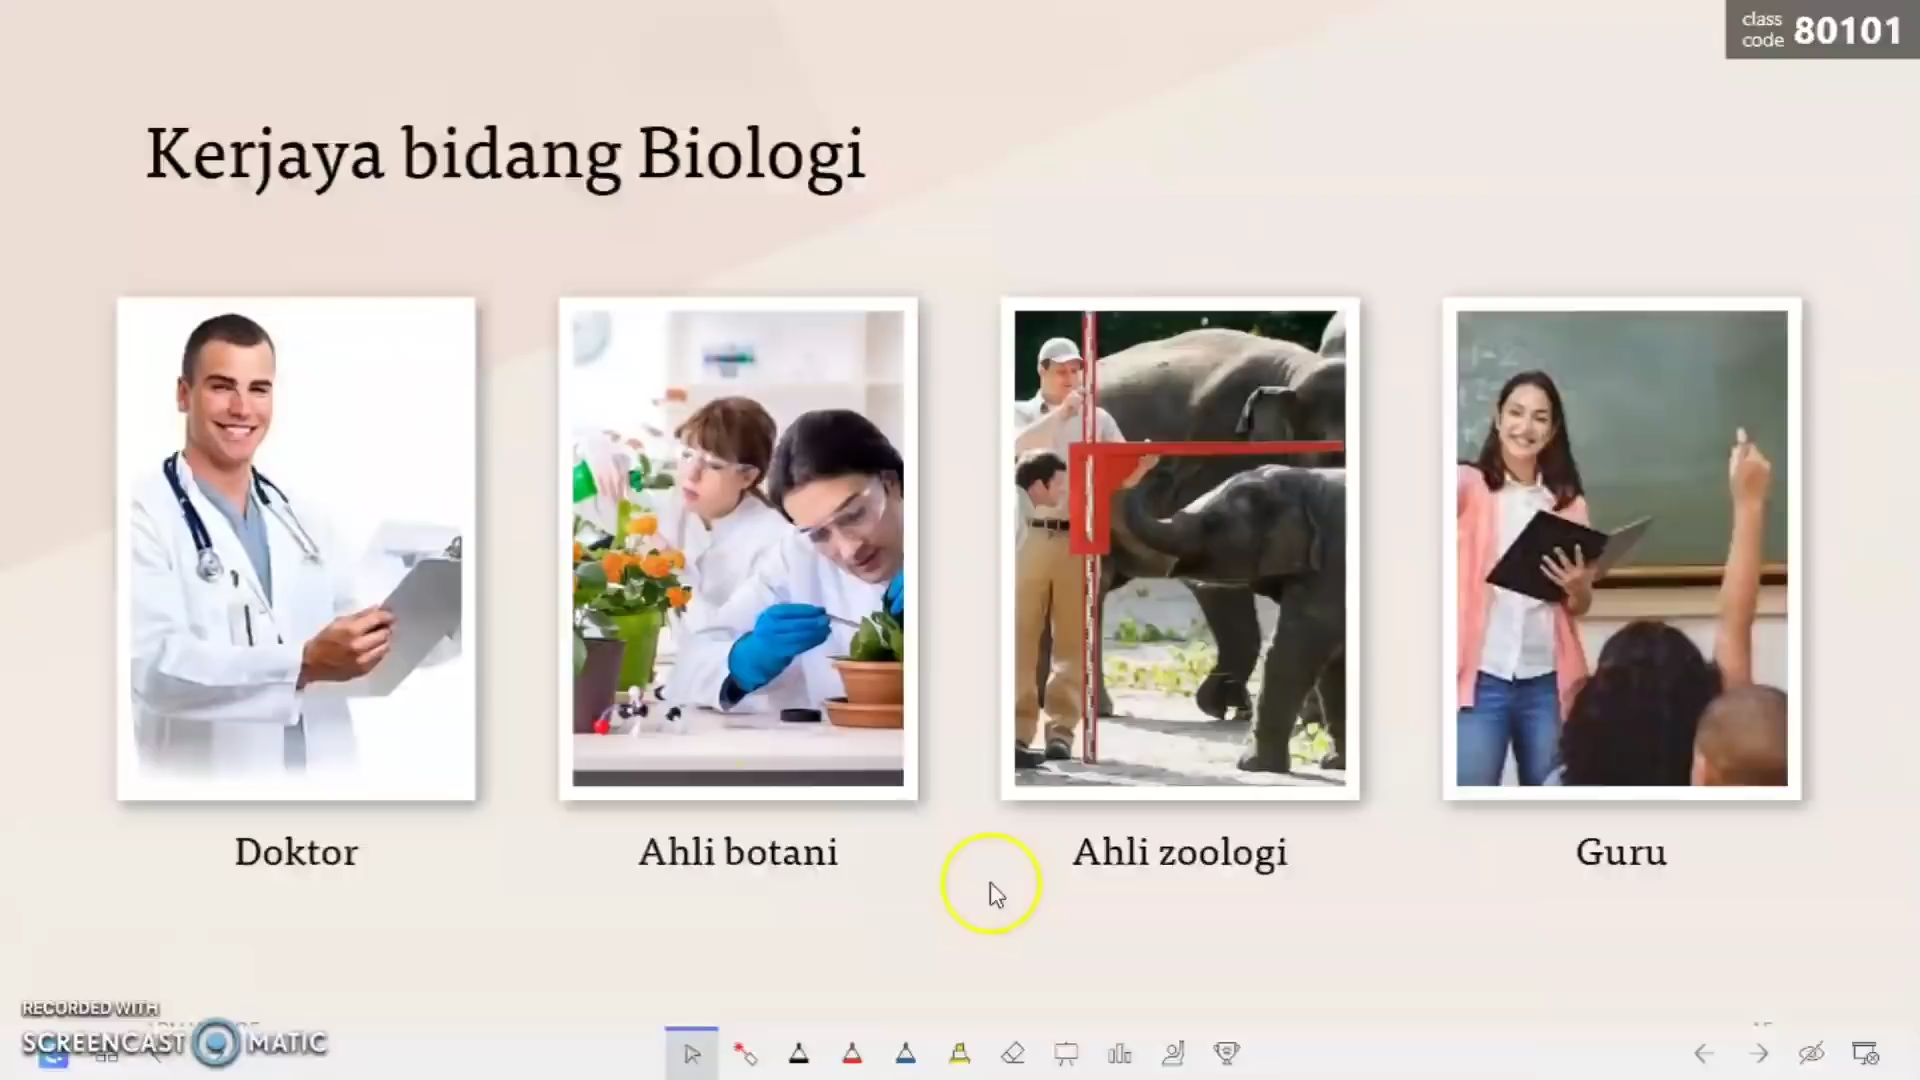 class
code 80101
Kerjaya bidang Biologi
Doktor
Ahli botani
Ahli zoologi
Guru
RECORDED WITH
SCREENCAST MATIC